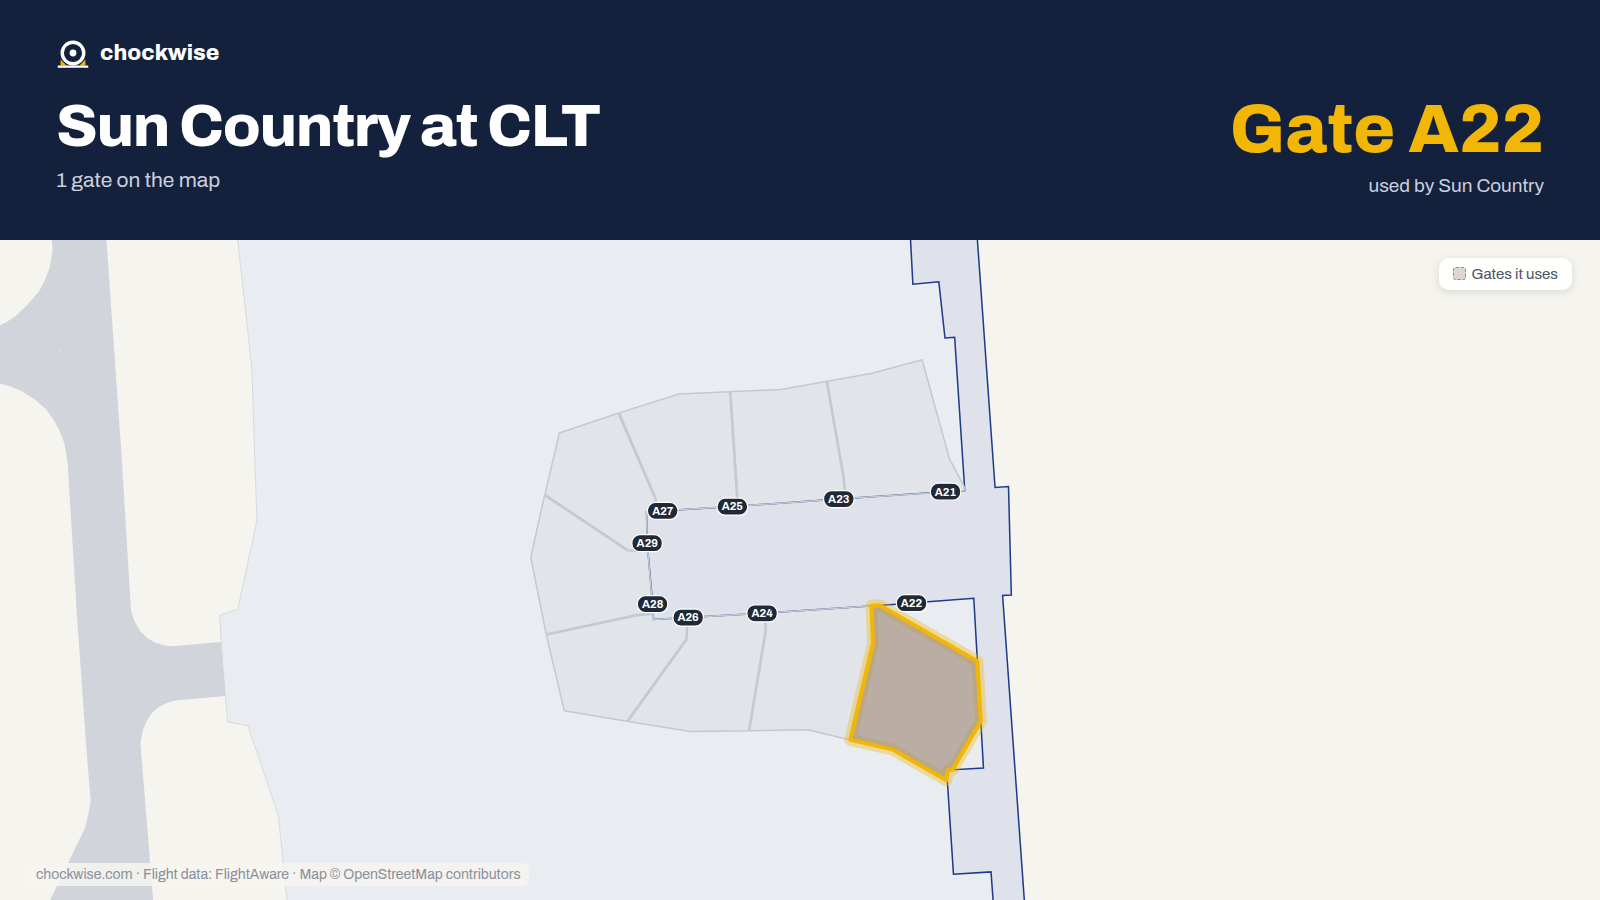 chockwise
Sun Country at CLT
1 gate on the map
Gate A22
used by Sun Country
Gates it uses
A21
A23
A25
A27
A29
A28
A26
A24
A22
chockwise.com · Flight data: FlightAware · Map © OpenStreetMap contributors